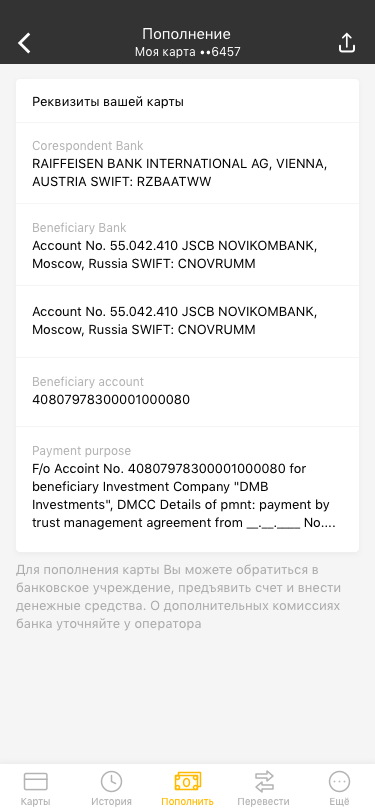 Пополнение
Моя карта ••6457
Реквизиты вашей карты
Corespondent Bank
RAIFFEISEN BANK INTERNATIONAL AG, VIENNA,
AUSTRIA SWIFT: RZBAATWW
Beneficiary Bank
Account No. 55.042.410 JSCB NOVIKOMBANK,
Moscow, Russia SWIFT: CNOVRUMM
Account No. 55.042.410 JSCB NOVIKOMBANK,
Moscow, Russia SWIFT: CNOVRUMM
Beneficiary account
40807978300001000080
Payment purpose
F/o Accoint No. 40807978300001000080 for
beneficiary Investment Company "DMB
Investments", DMCC Details of pmnt: payment by
trust management agreement from __.__.____ No....
Для пополнения карты Вы можете обратиться в
банковское учреждение, предъявить счет и внести
денежные средства. О дополнительных комиссиях
банка уточняйте у оператора
Карты
История
Пополнить
Перевести
Ещё